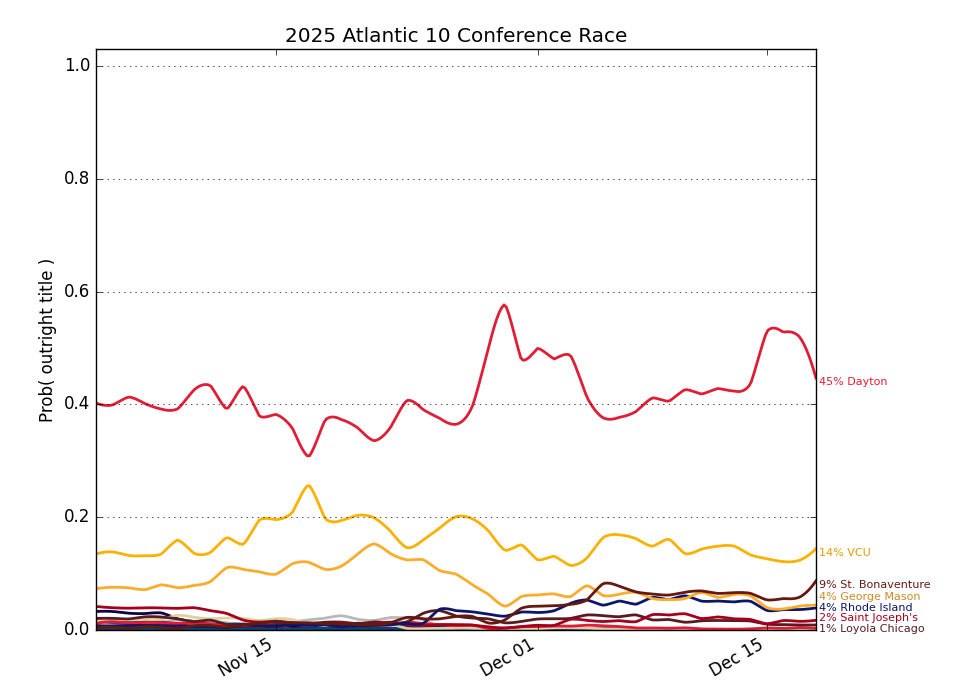 2025 Atlantic 10 Conference Race
Prob( outright title )
1.0
0.8
0.6
0.4
0.2
0.0
45% Dayton
14% VCU
9% St. Bonaventure
4% George Mason
4% Rhode Island
2% Saint Joseph's
1% Loyola Chicago
Nov 15
Dec 01
Dec 15